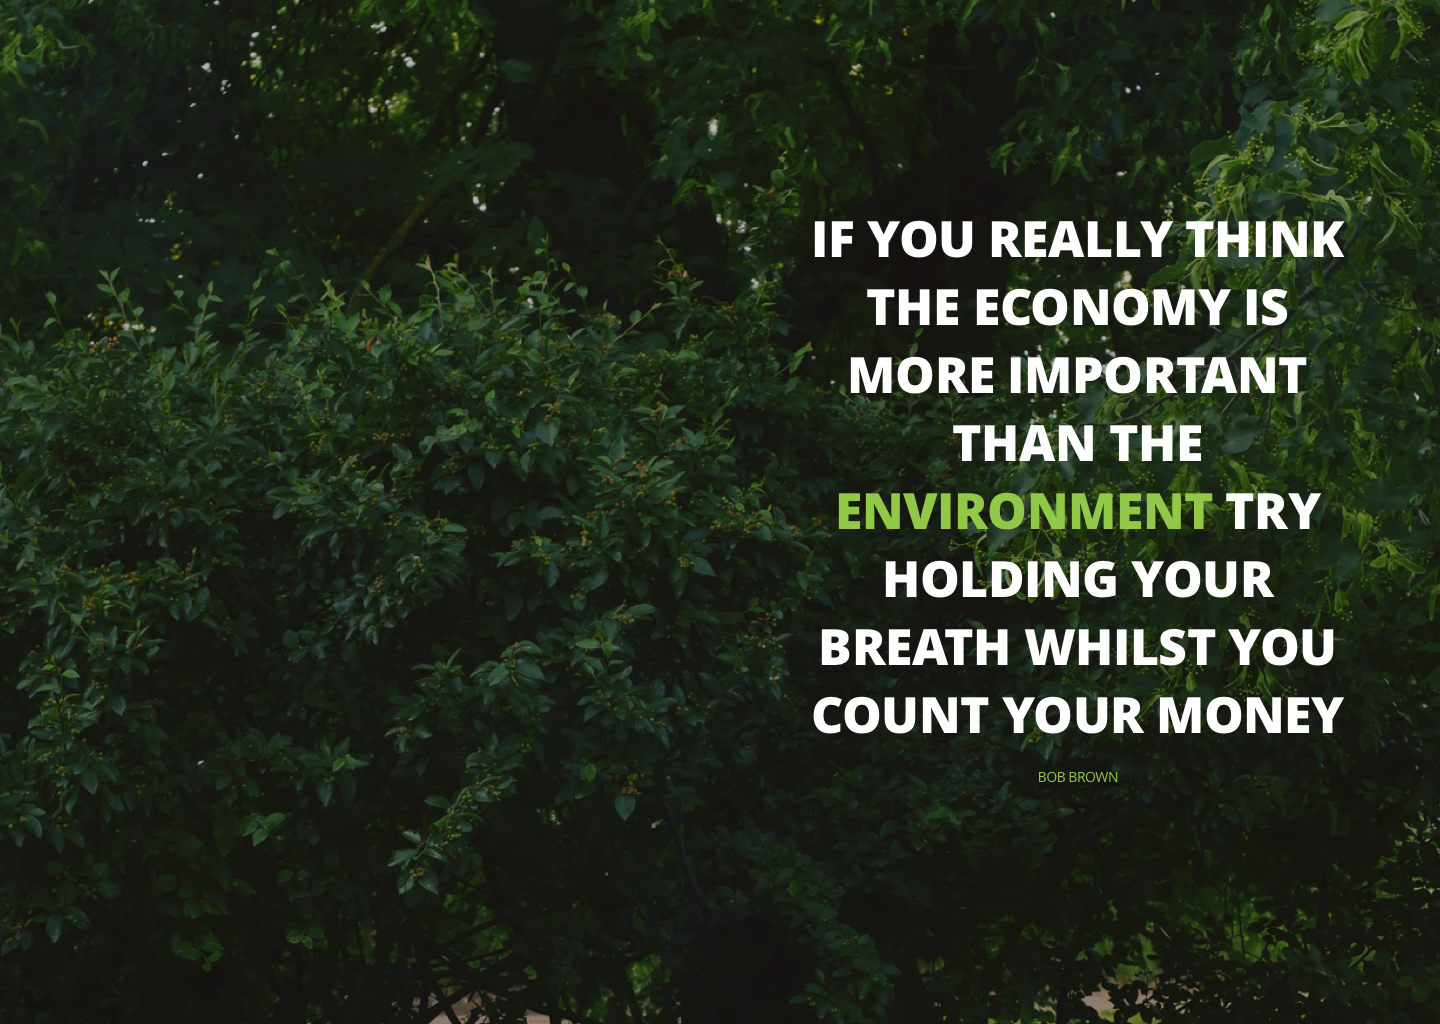 IF YOU REALLY THINK
THE ECONOMY IS
MORE IMPORTANT
THAN THE
ENVIRONMENT TRY
HOLDING YOUR
BREATH WHILST YOU
COUNT YOUR MONEY
BOB BROWN